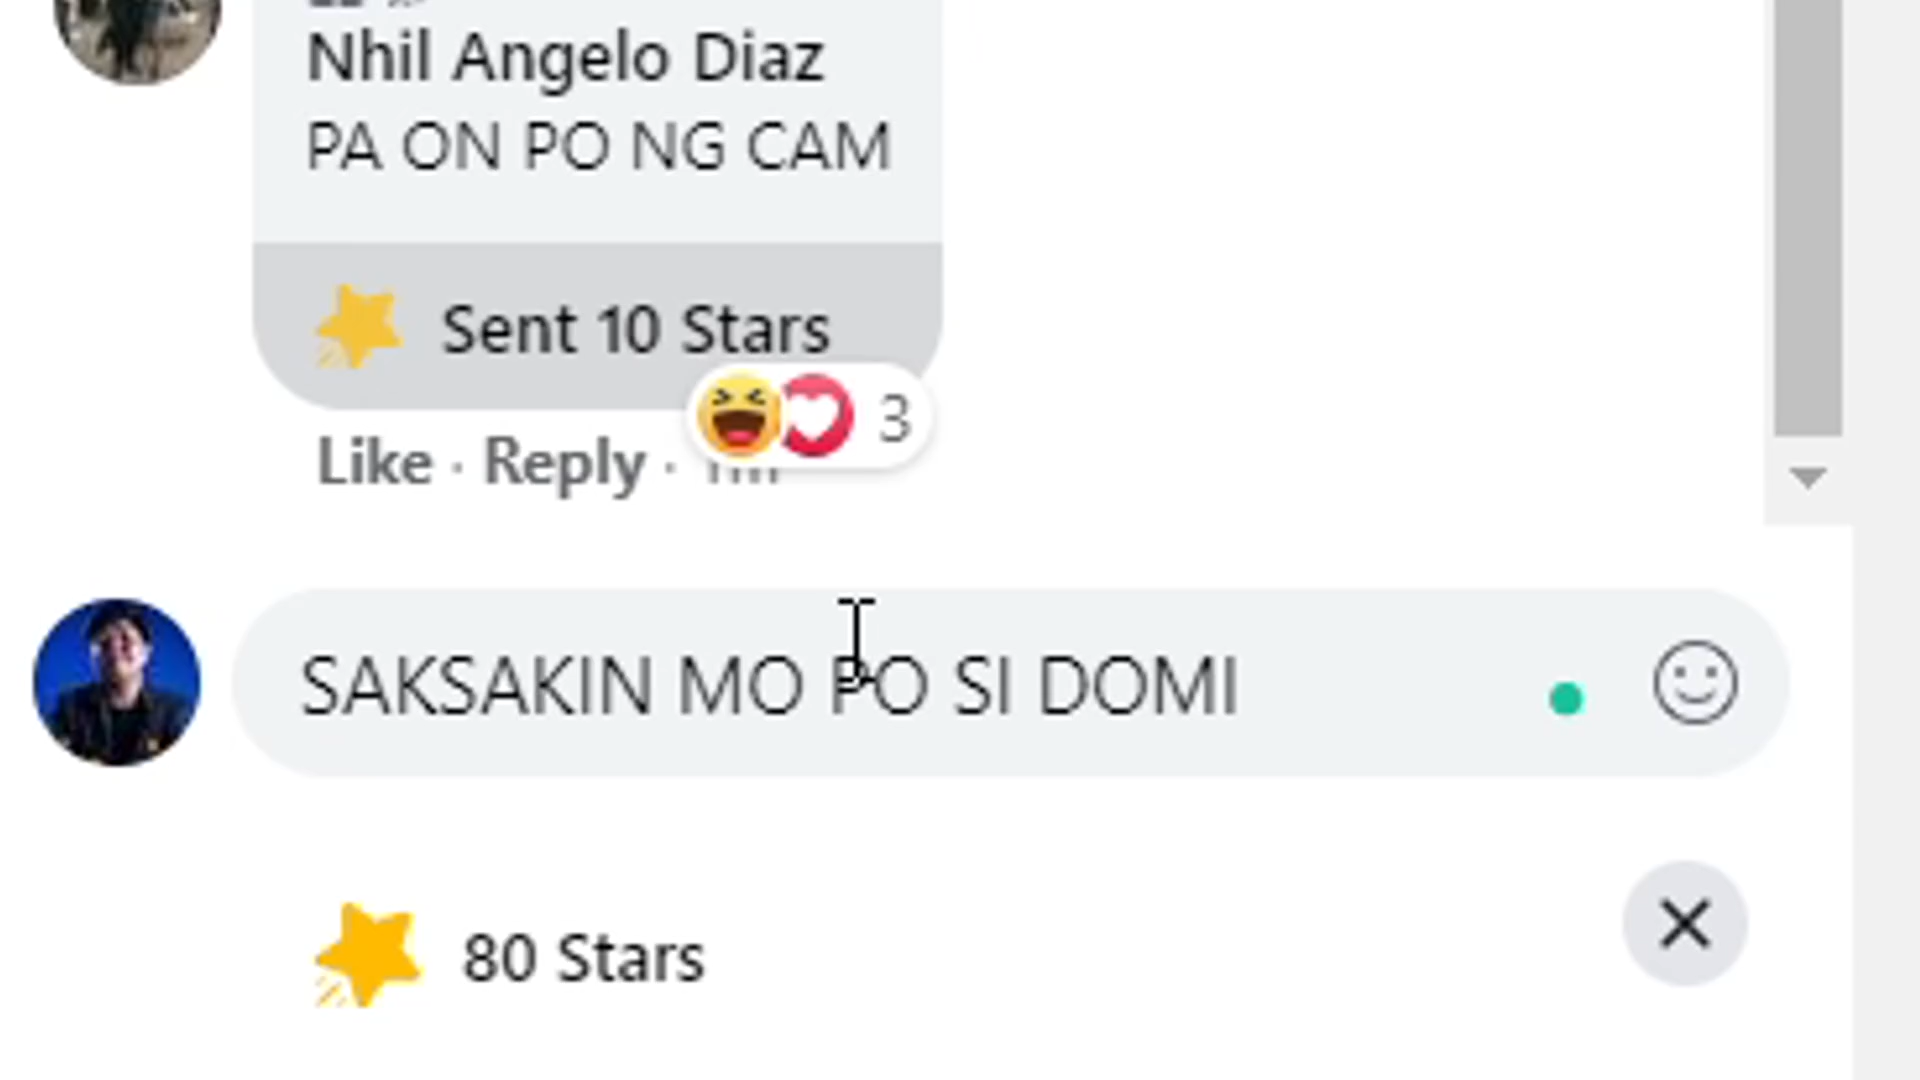 Nhil Angelo Diaz
PA ON PO NG CAM
Sent 10 Stars
3
Like · Reply ·
SAKSAKIN MO PO SI DOMI
80 Stars